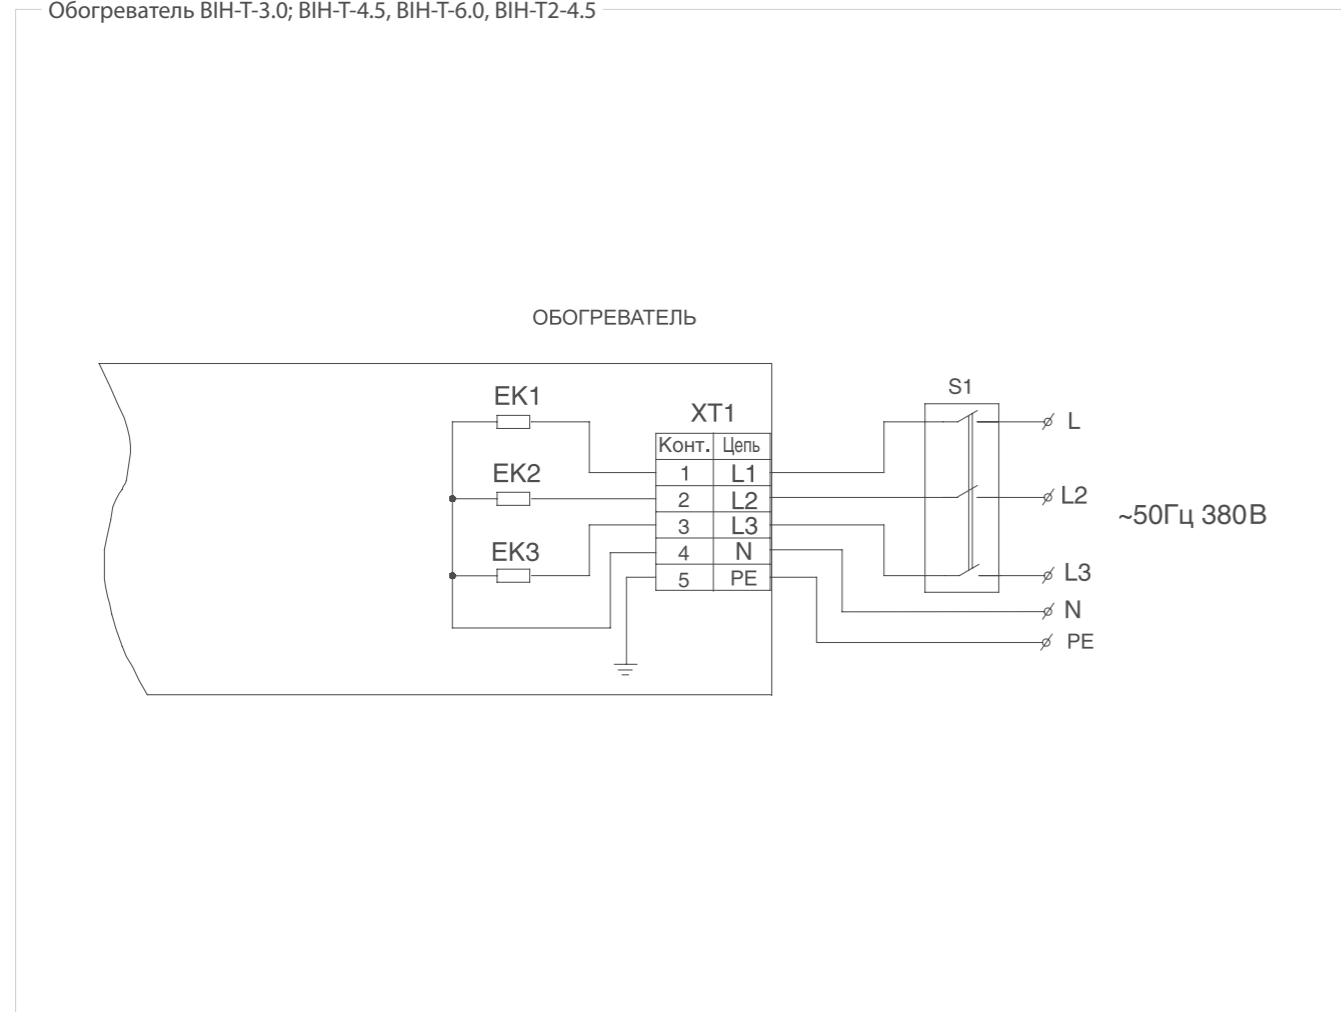 Обогреватель BIH-T-3.0; BIH-T-4.5, BIH-T-6.0, BIH-T2-4.5
ОБОГРЕВАТЕЛЬ
EK1
EK2
EK3
XT1
Конт. Цепь
1 L1
2 L2
3 L3
4 N
5 PE
S1
L
L2
L3
N
PE
~50Гц 380В